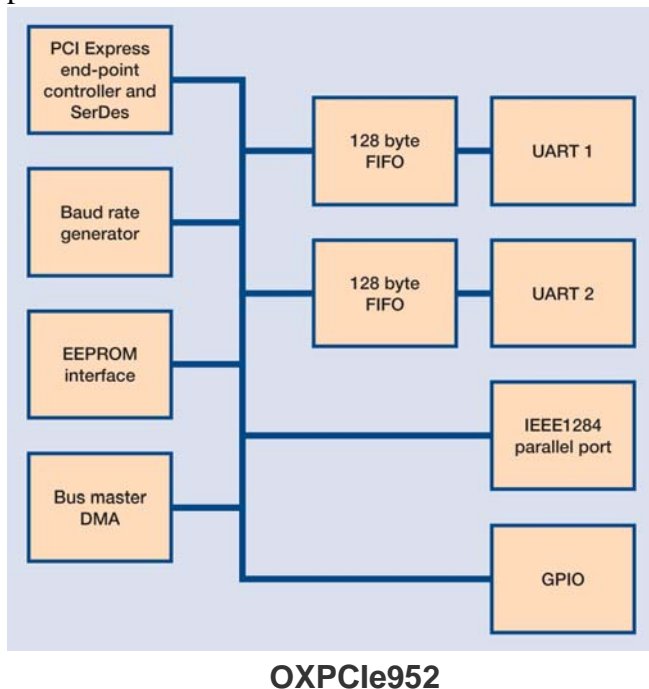 PCI Express
end-point
controller and
SerDes
Baud rate
generator
EEPROM
interface
Bus master
DMA
128 byte
FIFO
UART 1
128 byte
FIFO
UART 2
IEEE1284
parallel port
GPIO
OXPCIe952